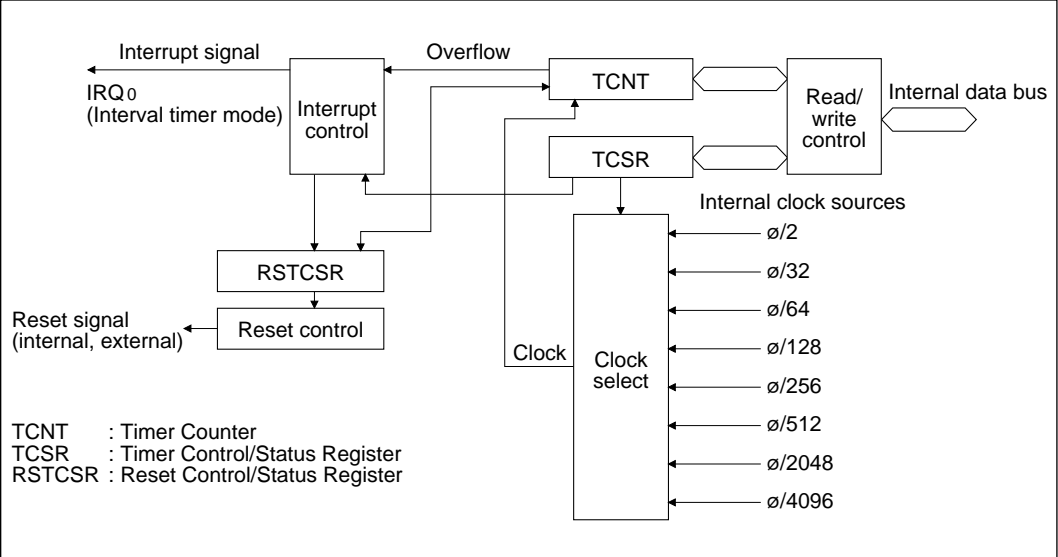 Interrupt signal
IRQ0
(Interval timer mode)
Interrupt
control
Overflow
TCNT
Read/
write
control
Internal data bus
TCSR
Internal clock sources
ø/2
ø/32
ø/64
ø/128
ø/256
ø/512
ø/2048
ø/4096
RSTCSR
Reset control
Reset signal
(internal, external)
Clock
Clock
select
TCNT : Timer Counter
TCSR : Timer Control/Status Register
RSTCSR : Reset Control/Status Register